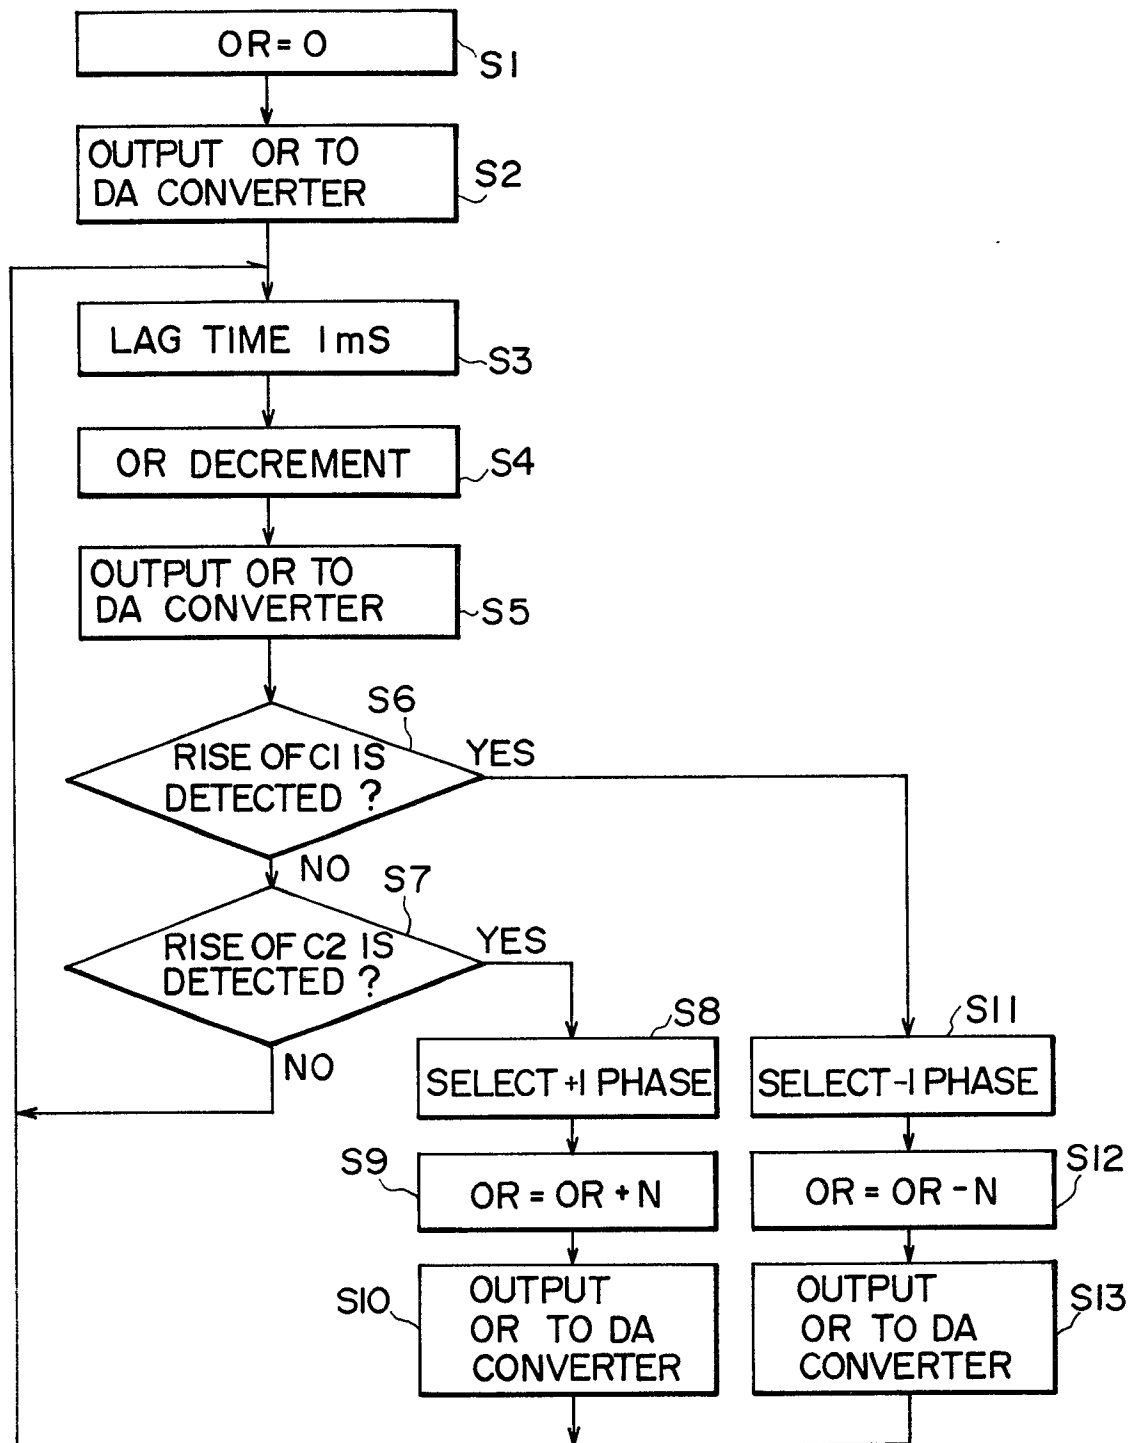 OR = 0
S1
OUTPUT OR TO
DA CONVERTER
S2
LAG TIME 1mS
S3
OR DECREMENT
S4
OUTPUT OR TO
DA CONVERTER
S5
S6
RISE OF C1 IS
DETECTED ?
YES
NO
S7
RISE OF C2 IS
DETECTED ?
YES
NO
S8
SELECT +1 PHASE
S9
OR = OR + N
S10
OUTPUT
OR TO DA
CONVERTER
S11
SELECT -1 PHASE
S12
OR = OR - N
S13
OUTPUT
OR TO DA
CONVERTER